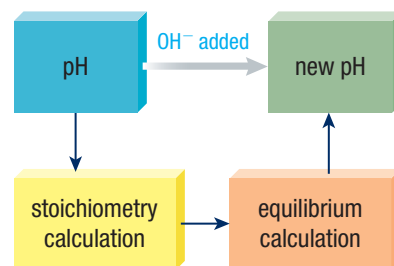 pH
OH⁻ added
new pH
stoichiometry
calculation
equilibrium
calculation